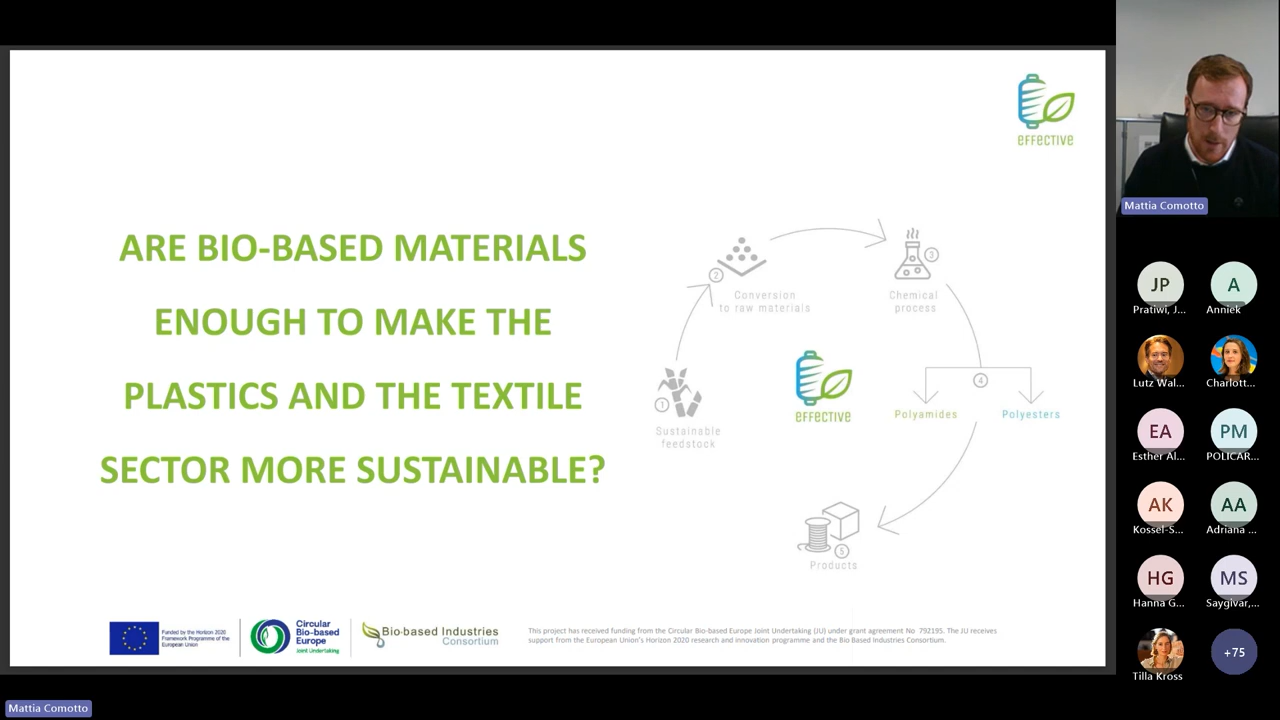 effective
ARE BIO-BASED MATERIALS
ENOUGH TO MAKE THE
PLASTICS AND THE TEXTILE
SECTOR MORE SUSTAINABLE?
1
Sustainable
feedstock
2
Conversion
to raw materials
3
Chemical
process
4
Polyamides
Polyesters
effective
5
Products
Funded by the Horizon 2020
Framework Programme of the
European Union
Circular
Bio-based
Europe
Joint Undertaking
Bio-based Industries
Consortium
This project has received funding from the Circular Bio-based Europe Joint Undertaking (JU) under grant agreement No 792195. The JU receives
support from the European Union's Horizon 2020 research and innovation programme and the Bio Based Industries Consortium.
Mattia Comotto
JP
Pratiwi, J...
A
Anniek
Lutz Wal...
Charlott...
EA
Esther Al...
PM
POLICAR...
AK
Kossel-S...
AA
Adriana ...
HG
Hanna G...
MS
Saygivar,...
Tilla Kross
+75
Mattia Comotto